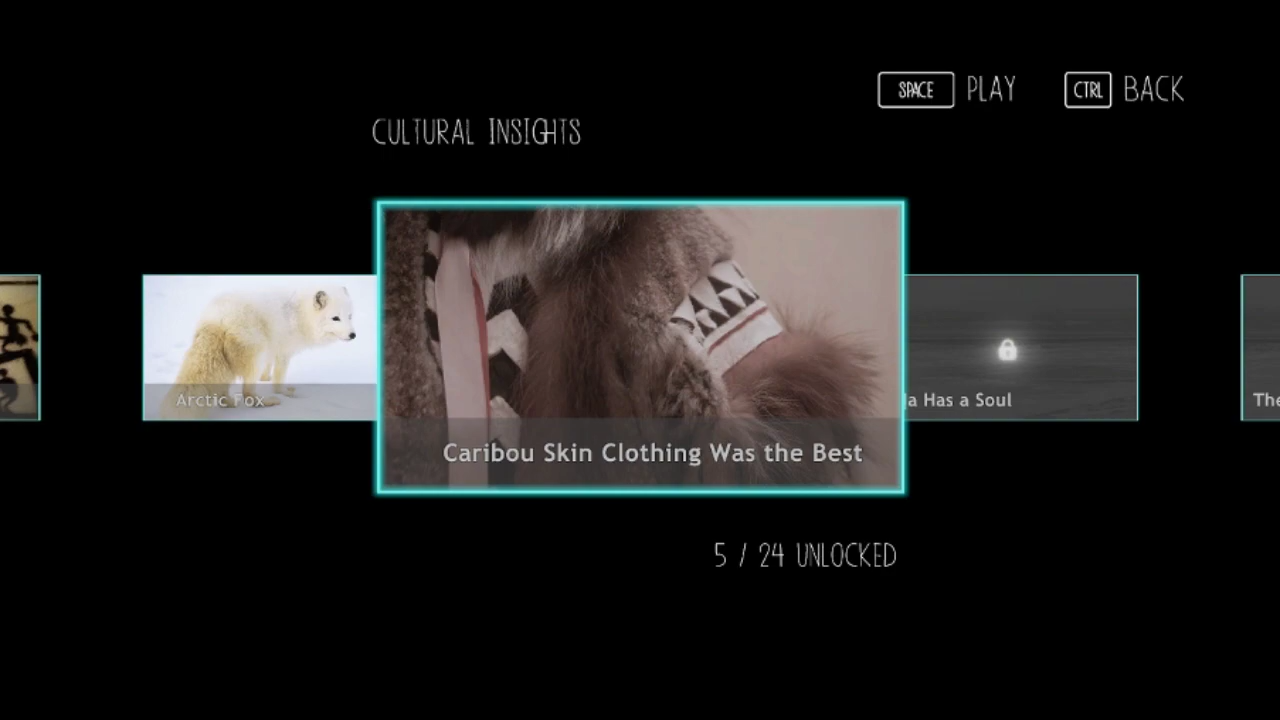 SPACE PLAY CTRL BACK
CULTURAL INSIGHTS
Arctic Fox
a Has a Soul
The
Caribou Skin Clothing Was the Best
5 / 24 UNLOCKED